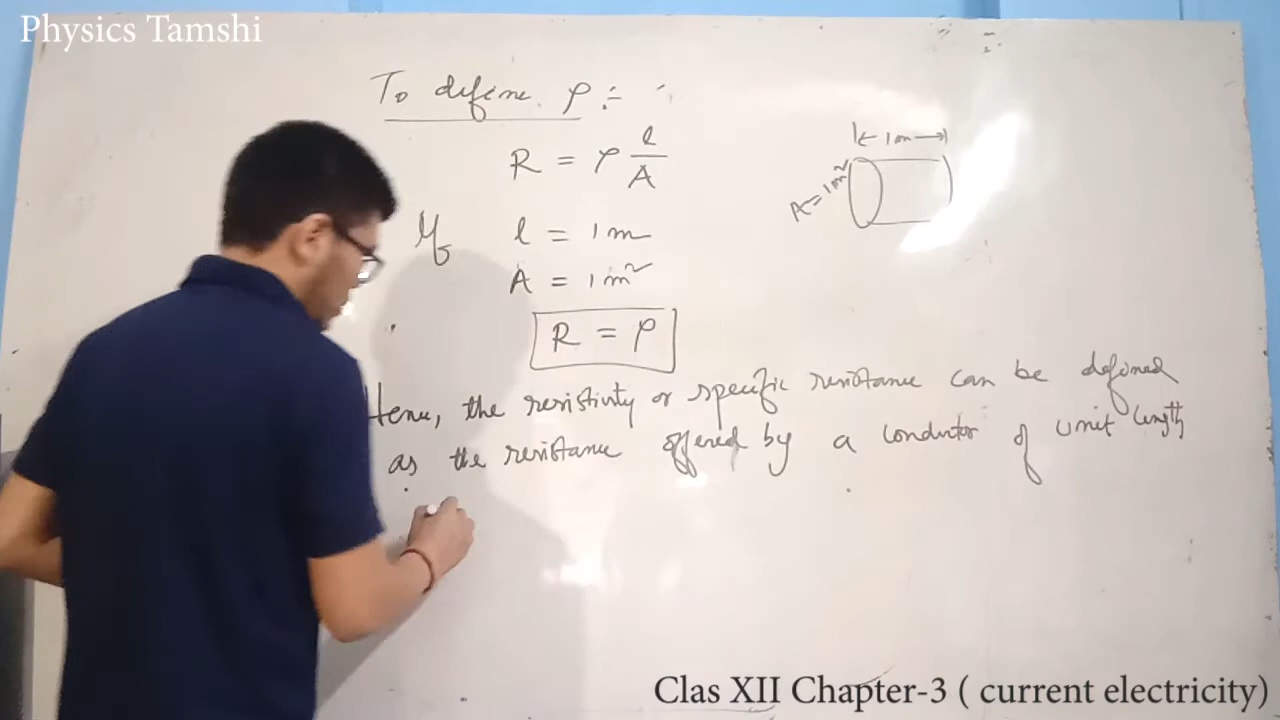 Physics Tamshi
To define ρ :-
R = ρ l/A
If l = 1m
A = 1m²
R = ρ
Hence, the resistivity or specific resistance can be defined
as the resistance offered by a conductor of unit length
1m
A = 1m²
Clas XII Chapter-3 ( current electricity)